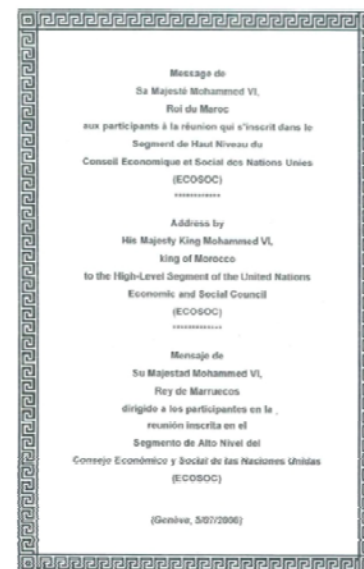 Message de
Sa Majesté Mohammed VI,
Roi du Maroc
aux participants à la réunion qui s'inscrit dans le
Segment de Haut Niveau du
Conseil Economique et Social des Nations Unies
(ECOSOC)
************
Address by
His Majesty King Mohammed VI,
king of Morocco
to the High-Level Segment of the United Nations
Economic and Social Council
(ECOSOC)
************
Mensaje de
Su Majestad Mohammed VI,
Rey de Marruecos
dirigido a los participantes en la ,
reunión inscrita en el
Segmento de Alto Nivel del
Consejo Económico y Social de las Naciones Unidas
(ECOSOC)
(Genève, 5/07/2006)